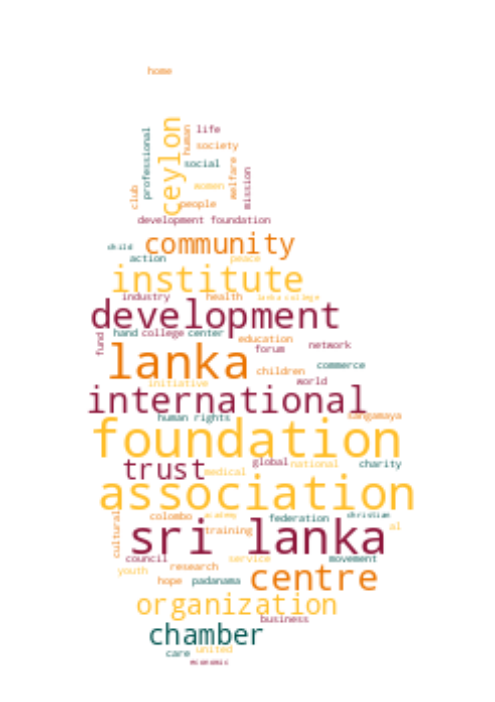 home
life
professional
human
ceylon
society
social
women
welfare
mission
club
people
development foundation
community
child
action
peace
institute
industry
health
lanka college
development
fund
hand
college
center
education
forum
network
lanka
commerce
children
initiative
world
international
human rights
sangamaya
foundation
trust
global
national
charity
medical
association
cultural
colombo
academy
federation
christian
al
training
sri lanka
council
service
movement
youth
research
hope
padanama
centre
organization
business
chamber
care
united
economic